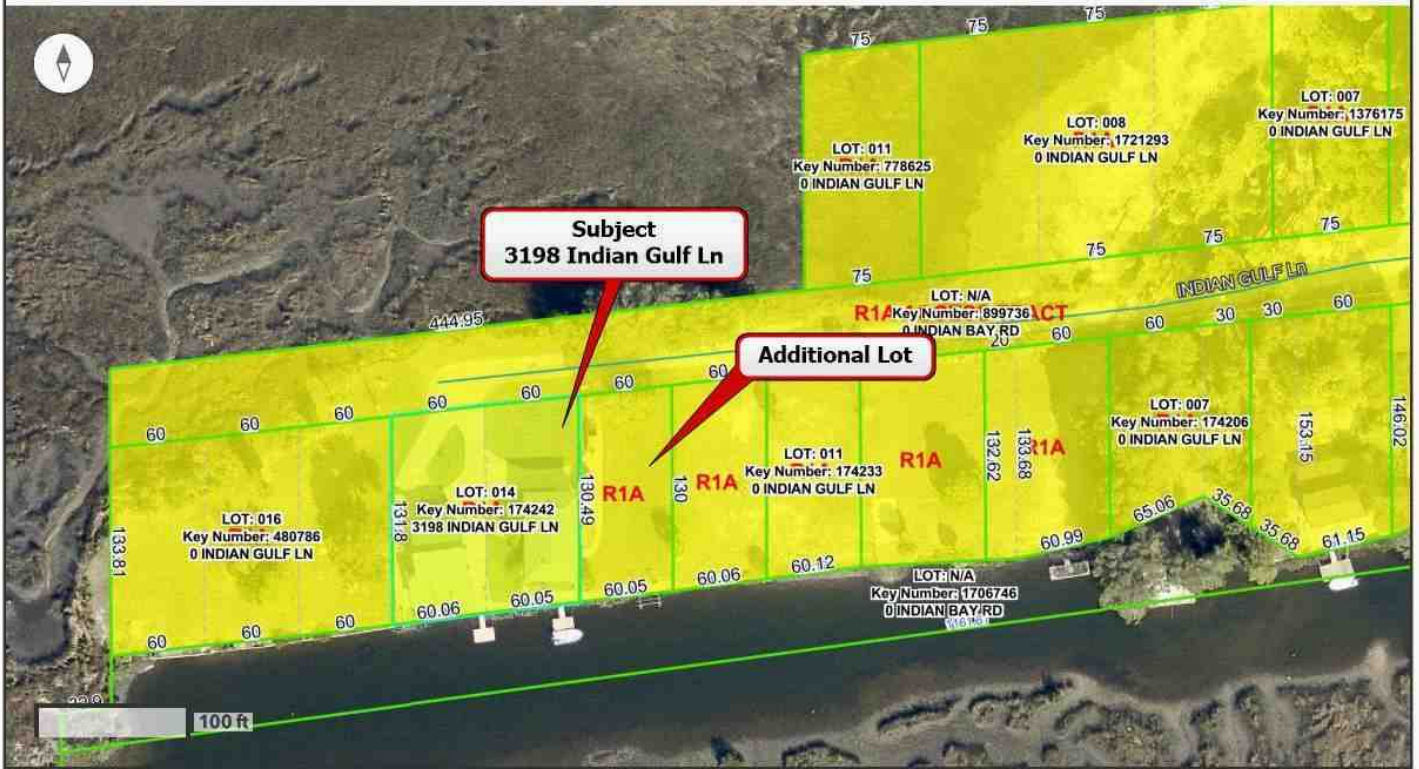 75
75
75
LOT: 007
Key Number: 1376175
0 INDIAN GULF LN
LOT: 008
Key Number: 1721293
0 INDIAN GULF LN
LOT: 011
Key Number: 778625
0 INDIAN GULF LN
Subject
3198 Indian Gulf Ln
75
75
75
75
INDIAN GULF Ln
LOT: N/A
Key Number: 899736
0 INDIAN BAY RD
R1A
444.95
20
60
60
30
30
60
Additional Lot
60
60
60
60
60
60
60
LOT: 016
Key Number: 480786
0 INDIAN GULF LN
LOT: 014
Key Number: 174242
3198 INDIAN GULF LN
R1A
R1A
LOT: 011
Key Number: 174233
0 INDIAN GULF LN
R1A
R1A
LOT: 007
Key Number: 174206
0 INDIAN GULF LN
133.81
131.8
130.49
130
132.62
133.68
153.15
146.02
60
60
60
60.06
60.05
60.05
60.06
60.12
60.99
65.06
35.68
35.68
61.15
LOT: N/A
Key Number: 1706746
0 INDIAN BAY RD
100 ft